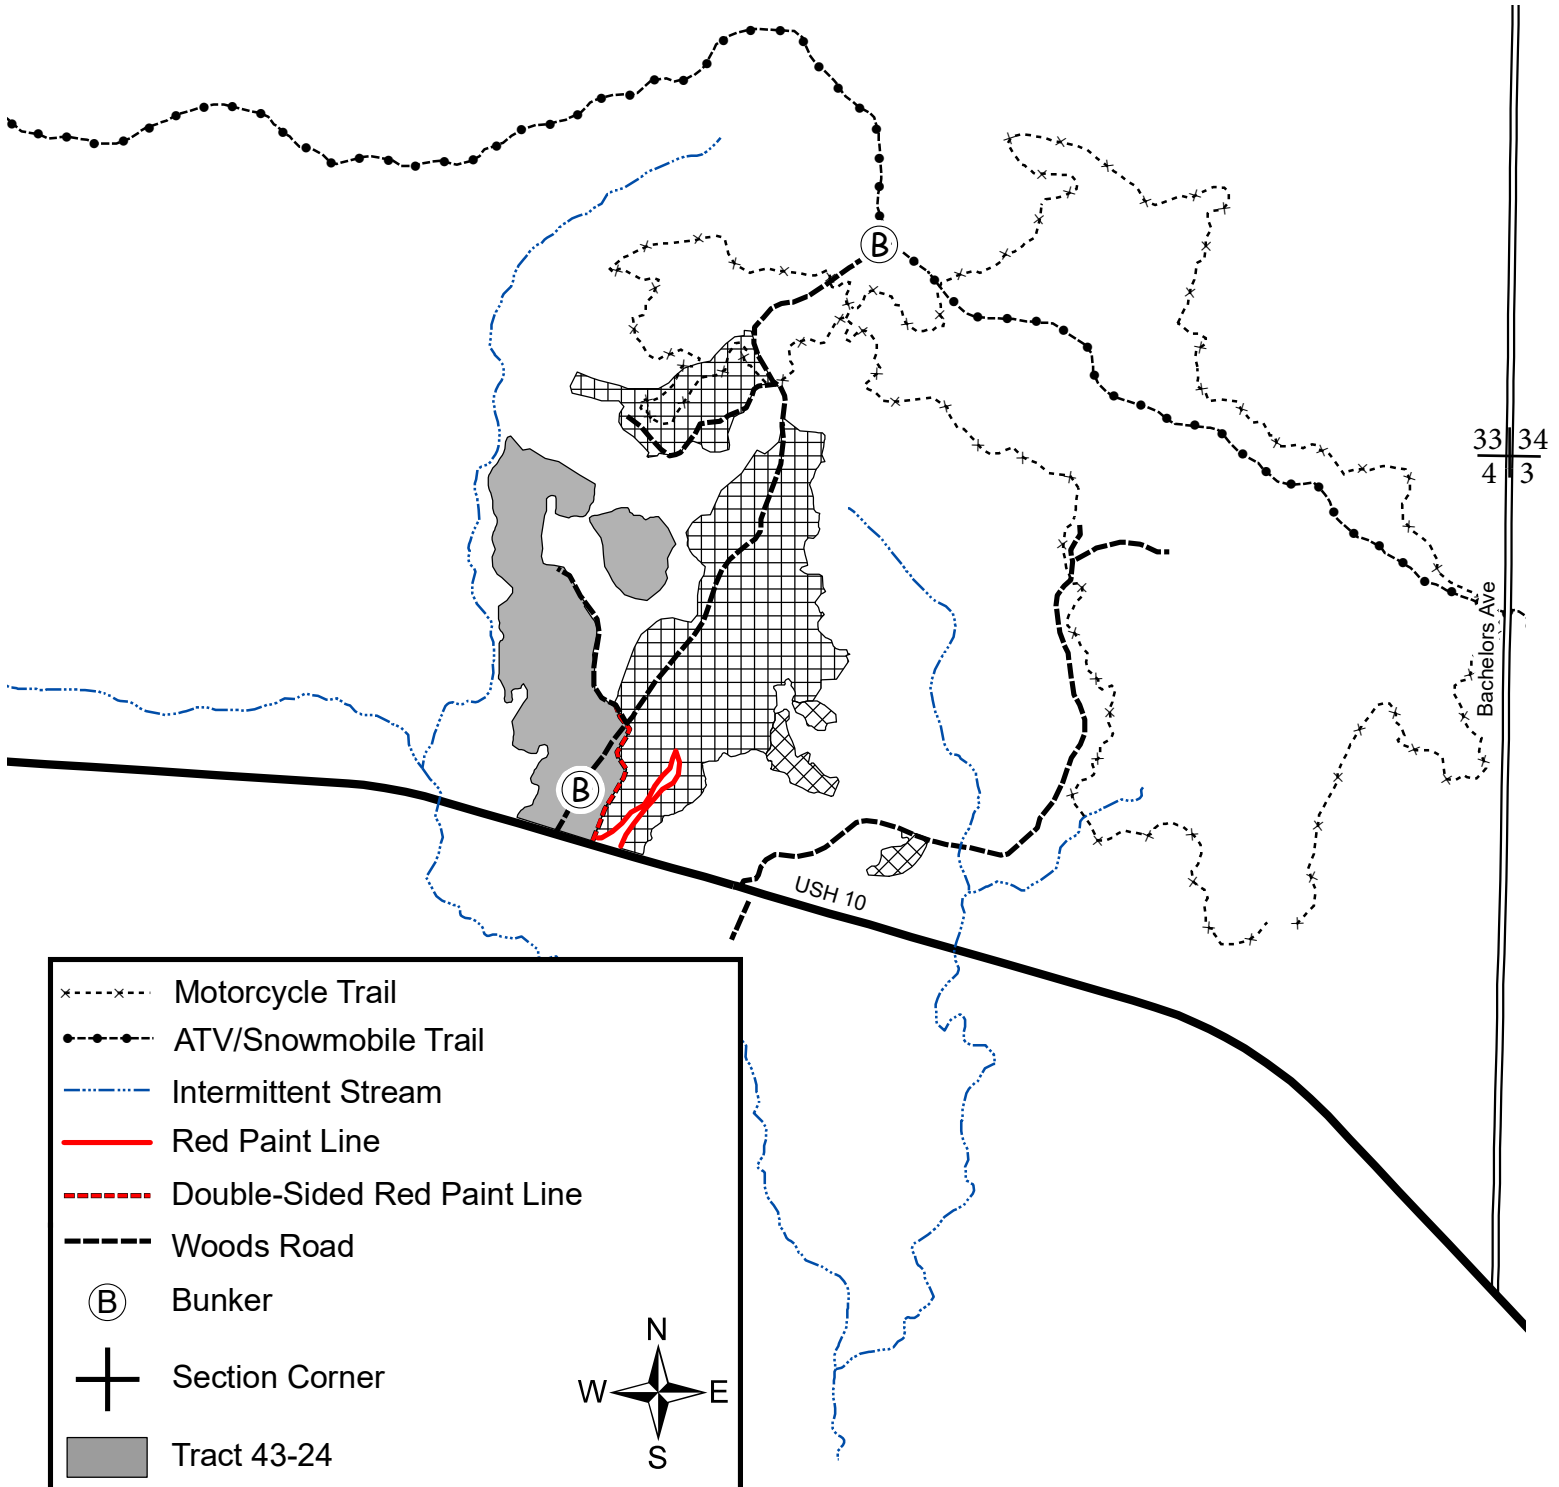 B
33 34
4 3
Bachelors Ave
B
USH 10
Motorcycle Trail
ATV/Snowmobile Trail
Intermittent Stream
Red Paint Line
Double-Sided Red Paint Line
Woods Road
B Bunker
N
Section Corner
W E
S
Tract 43-24